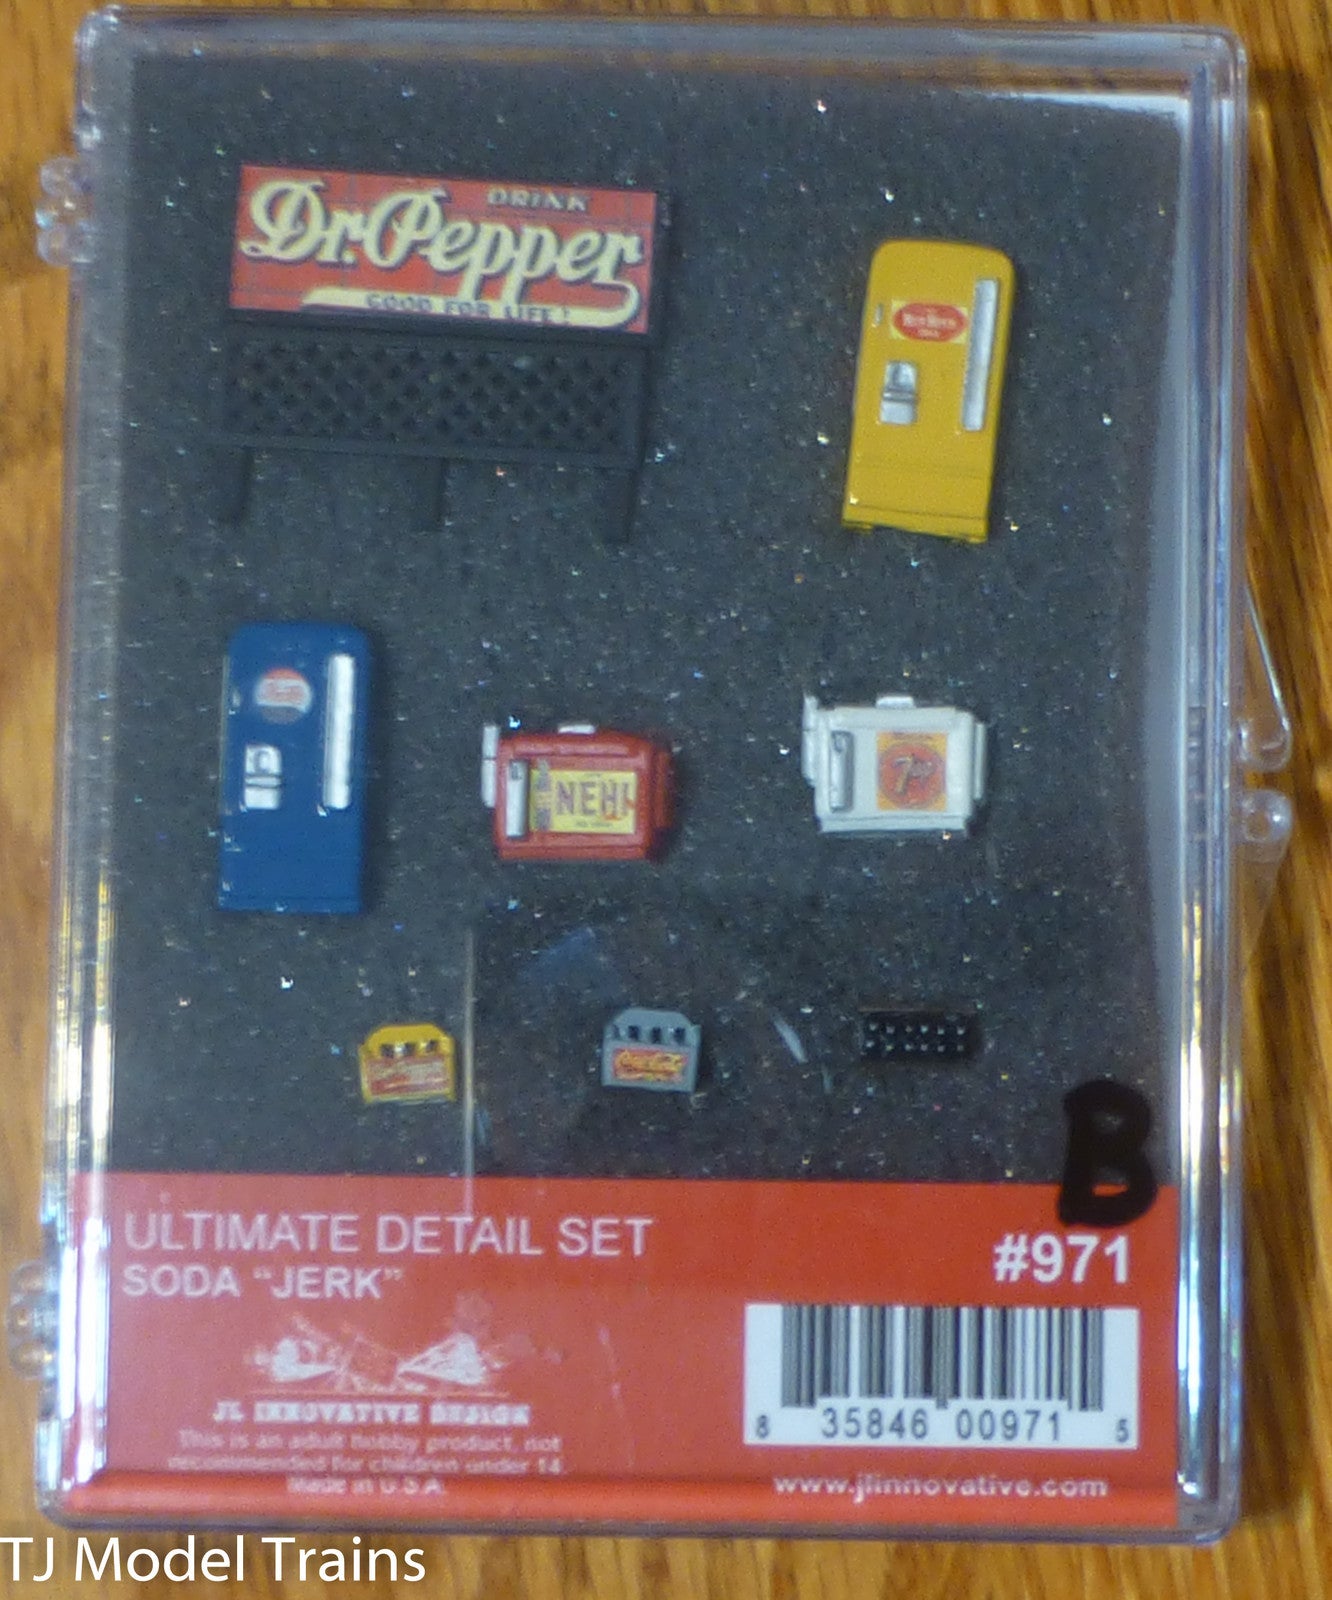 DRINK
Dr. Pepper
GOOD FOR LIFE!
NEHI
7up
B
ULTIMATE DETAIL SET
SODA "JERK"
#971
JL INNOVATIVE DESIGN
This is an adult hobby product, not
recommended for children under 14.
Made in U.S.A.
8 35846 00971 5
www.jlinnovative.com
TJ Model Trains